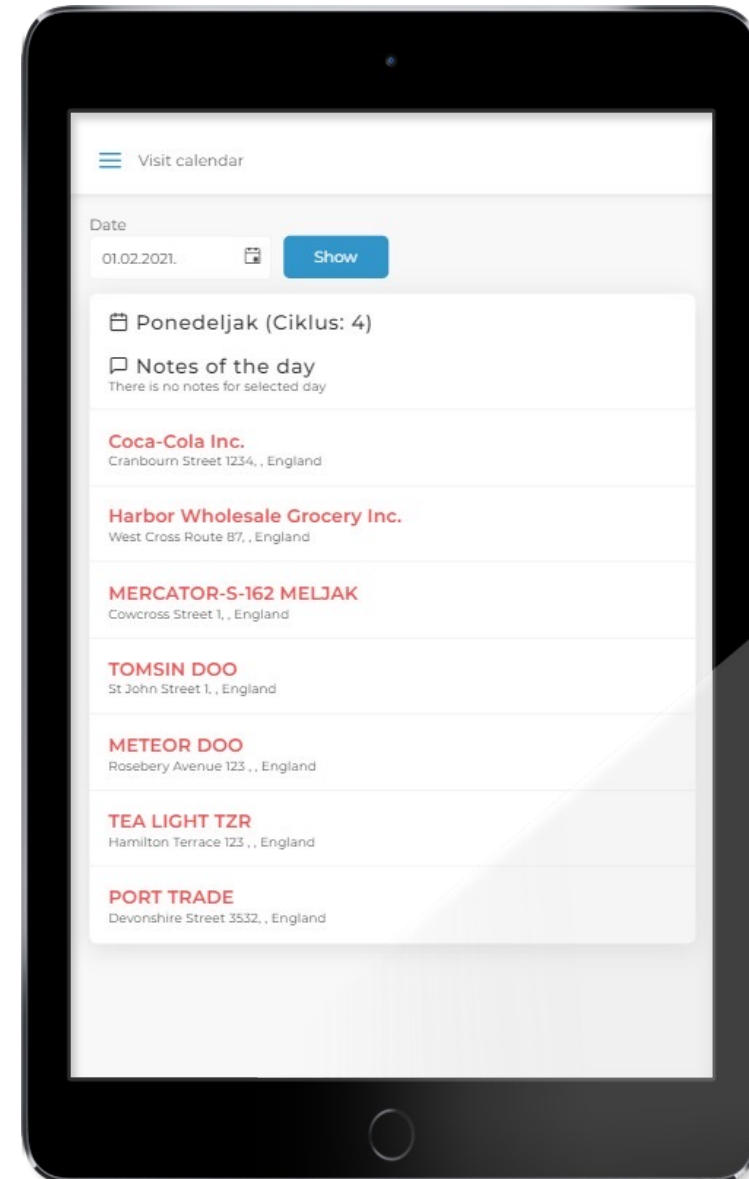 Visit calendar
Date
01.02.2021.
Show
Ponedeljak (Ciklus: 4)
Notes of the day
There is no notes for selected day
Coca-Cola Inc.
Cranbourn Street 1234, , England
Harbor Wholesale Grocery Inc.
West Cross Route 87, , England
MERCATOR-S-162 MELJAK
Cowcross Street 1, , England
TOMSIN DOO
St John Street 1, , England
METEOR DOO
Rosebery Avenue 123 , , England
TEA LIGHT TZR
Hamilton Terrace 123 , , England
PORT TRADE
Devonshire Street 3532, , England